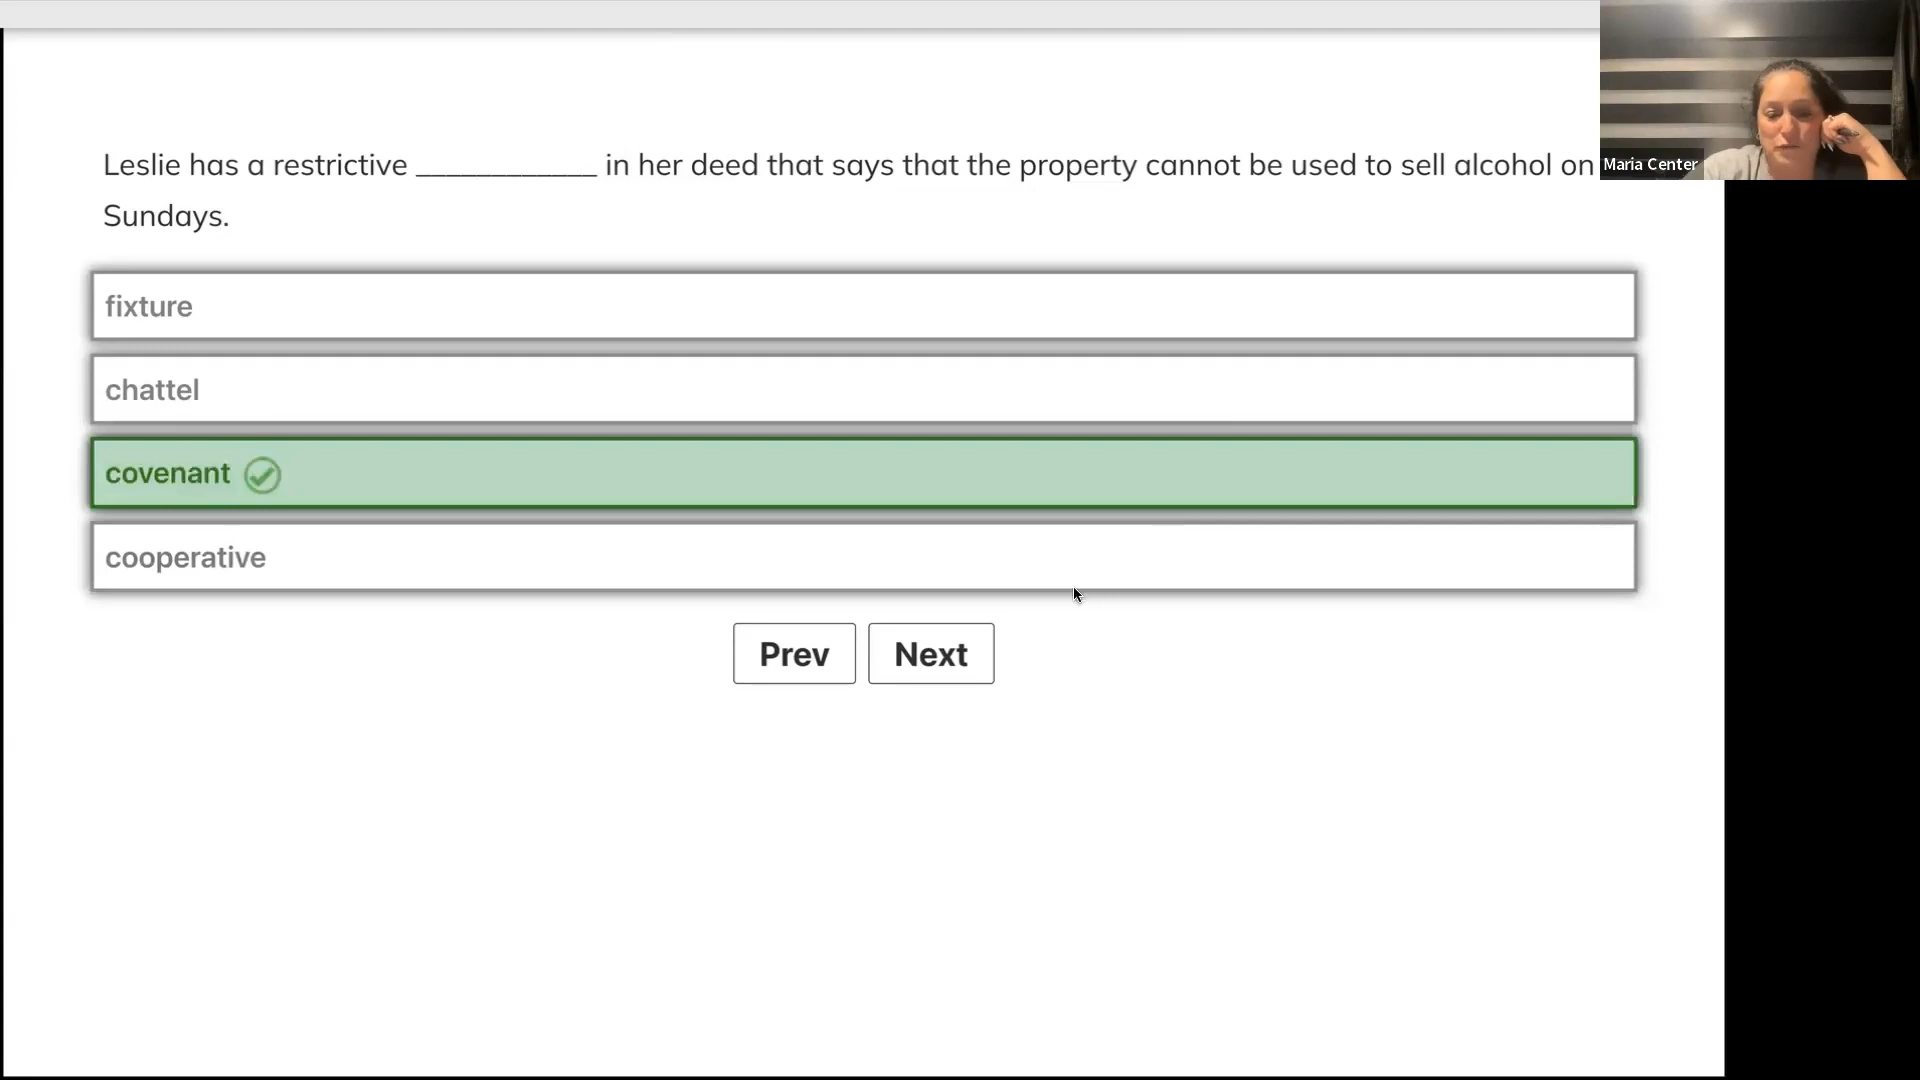 Leslie has a restrictive ____________ in her deed that says that the property cannot be used to sell alcohol on
Sundays.
Maria Center
fixture
chattel
covenant
cooperative
Prev Next